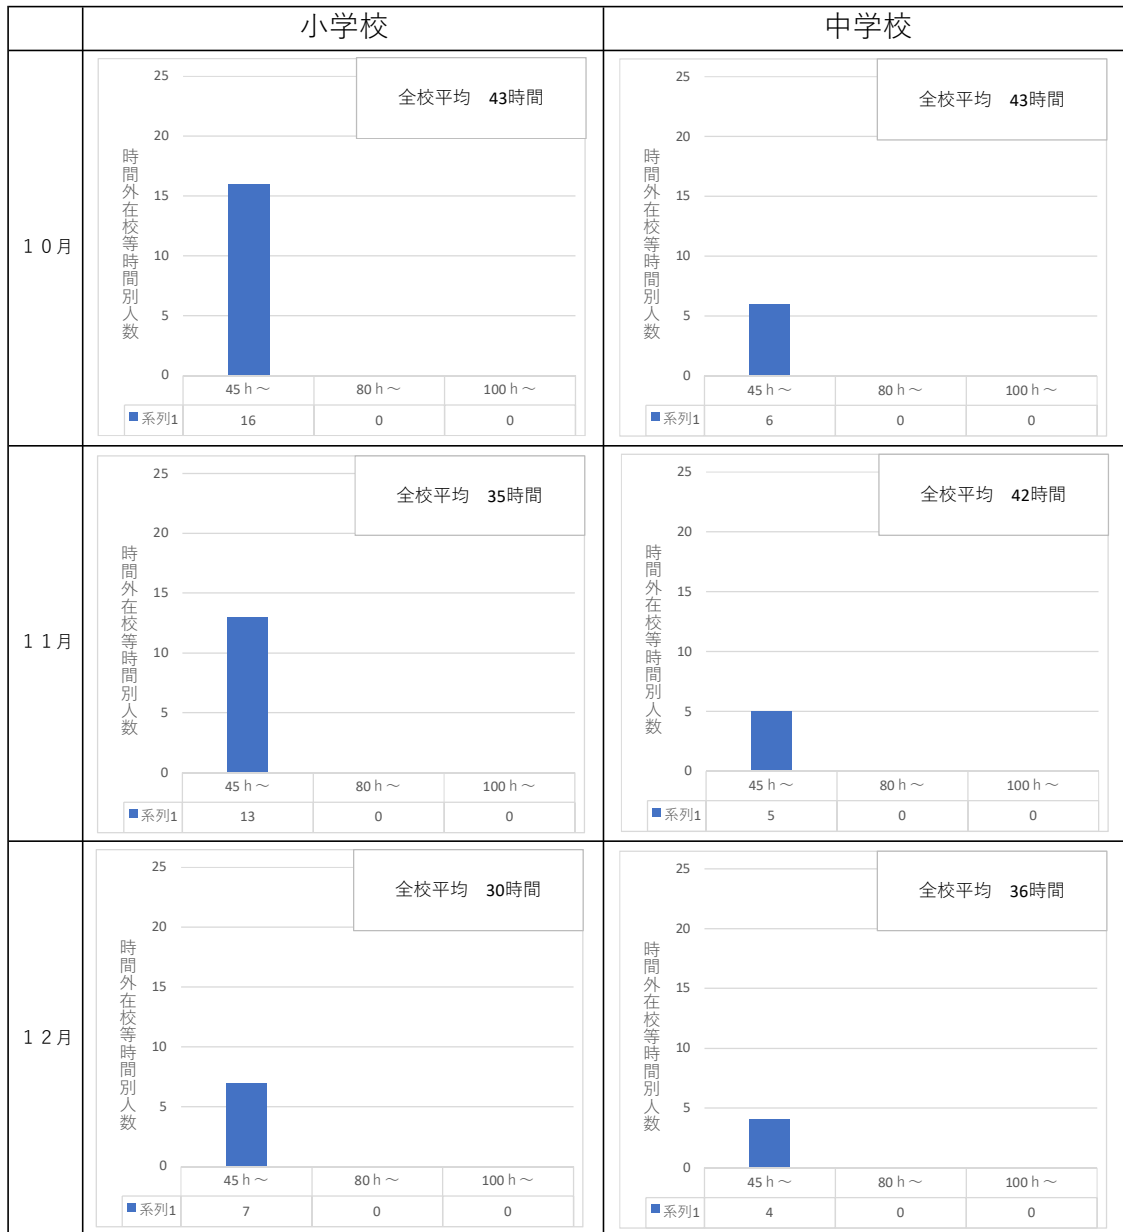 小学校
中学校
１０月
全校平均　43時間
時間外在校等時間別人数
25
20
15
10
5
0
45ｈ～ 80ｈ～ 100ｈ～
系列1 16 0 0
全校平均　43時間
時間外在校等時間別人数
25
20
15
10
5
0
45ｈ～ 80ｈ～ 100ｈ～
系列1 6 0 0
１１月
全校平均　35時間
時間外在校等時間別人数
25
20
15
10
5
0
45ｈ～ 80ｈ～ 100ｈ～
系列1 13 0 0
全校平均　42時間
時間外在校等時間別人数
25
20
15
10
5
0
45ｈ～ 80ｈ～ 100ｈ～
系列1 5 0 0
１２月
全校平均　30時間
時間外在校等時間別人数
25
20
15
10
5
0
45ｈ～ 80ｈ～ 100ｈ～
系列1 7 0 0
全校平均　36時間
時間外在校等時間別人数
25
20
15
10
5
0
45ｈ～ 80ｈ～ 100ｈ～
系列1 4 0 0